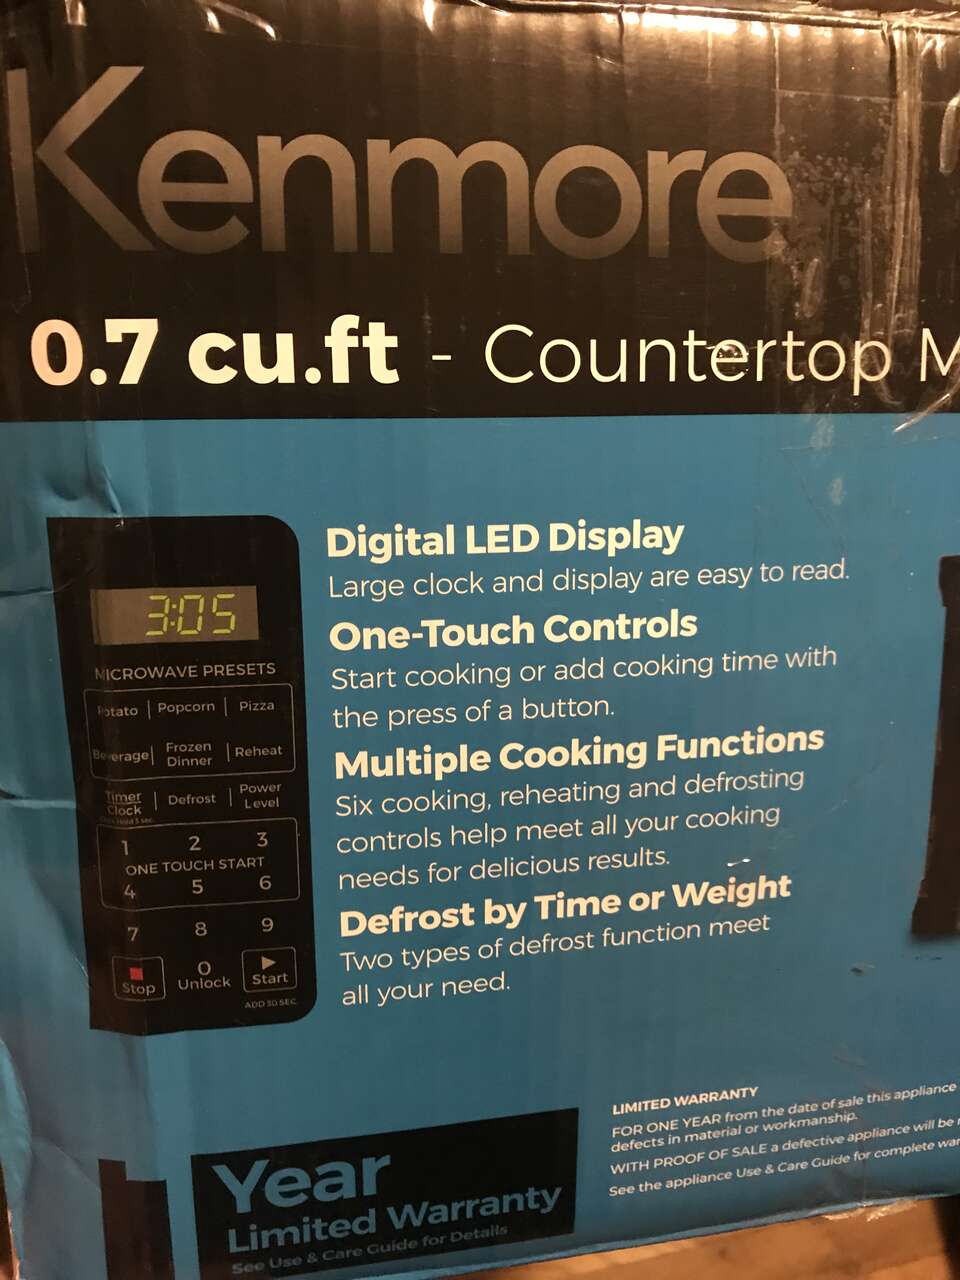 Kenmore
0.7 cu.ft - Countertop
Digital LED Display
Large clock and display are easy to read.
One-Touch Controls
Start cooking or add cooking time with
the press of a button.
Multiple Cooking Functions
Six cooking, reheating and defrosting
controls help meet all your cooking
needs for delicious results.
Defrost by Time or Weight
Two types of defrost function meet
all your need.
3:05
MICROWAVE PRESETS
Potato | Popcorn | Pizza
Beverage | Frozen Dinner | Reheat
Timer Clock | Defrost | Power Level
1 2 3
ONE TOUCH START
4 5 6
7 8 9
Stop 0 Unlock Start
ADD 30 SEC.
Year
Limited Warranty
See Use & Care Guide for Details
LIMITED WARRANTY
FOR ONE YEAR from the date of sale this appliance
defects in material or workmanship.
WITH PROOF OF SALE a defective appliance will be
See the appliance Use & Care Guide for complete